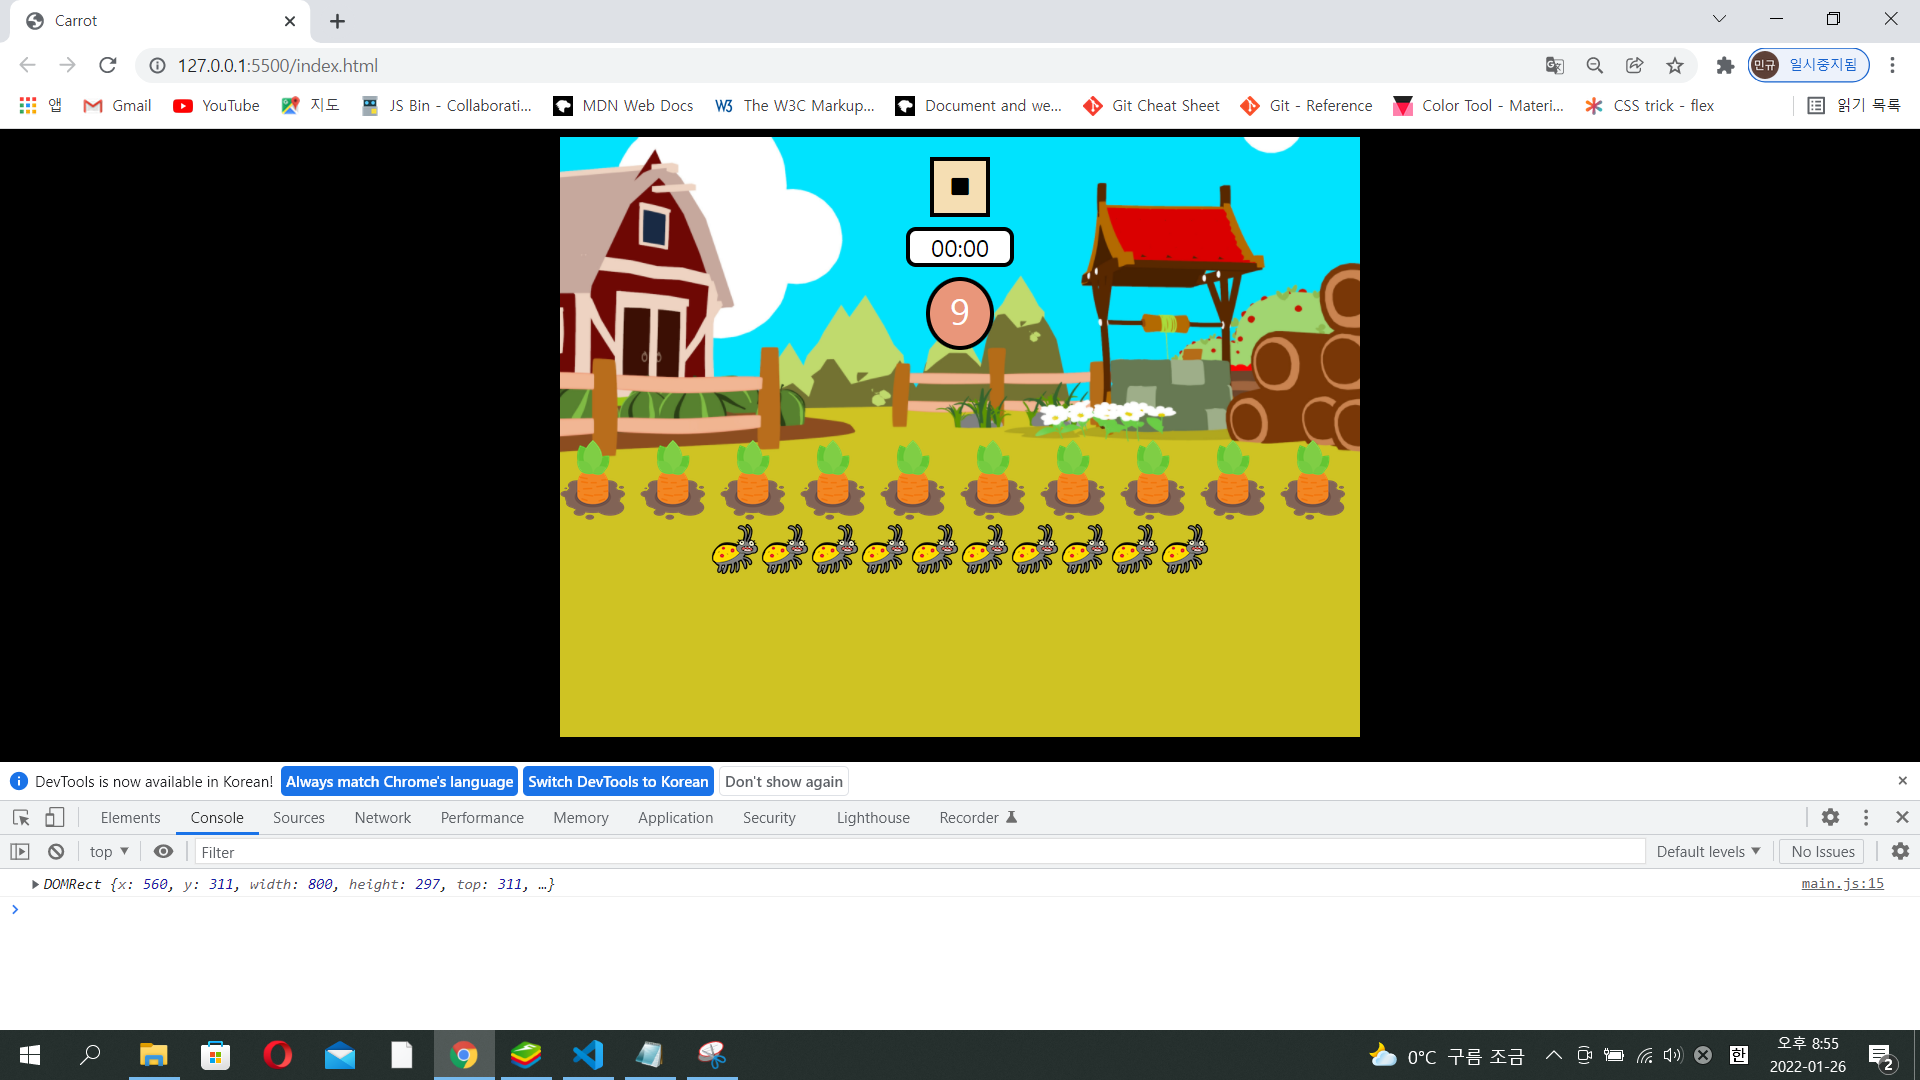 Carrot
127.0.0.1:5500/index.html
민규 일시중지됨
앱 Gmail YouTube 지도 JS Bin - Collaborati... MDN Web Docs W3 The W3C Markup... Document and we... Git Cheat Sheet Git - Reference Color Tool - Materi... CSS trick - flex 읽기 목록
00:00
9
DevTools is now available in Korean! Always match Chrome's language Switch DevTools to Korean Don't show again
Elements Console Sources Network Performance Memory Application Security Lighthouse Recorder
top Filter Default levels No Issues
DOMRect {x: 560, y: 311, width: 800, height: 297, top: 311, …} main.js:15
0°C 구름 조금 한 오후 8:55
2022-01-26 2